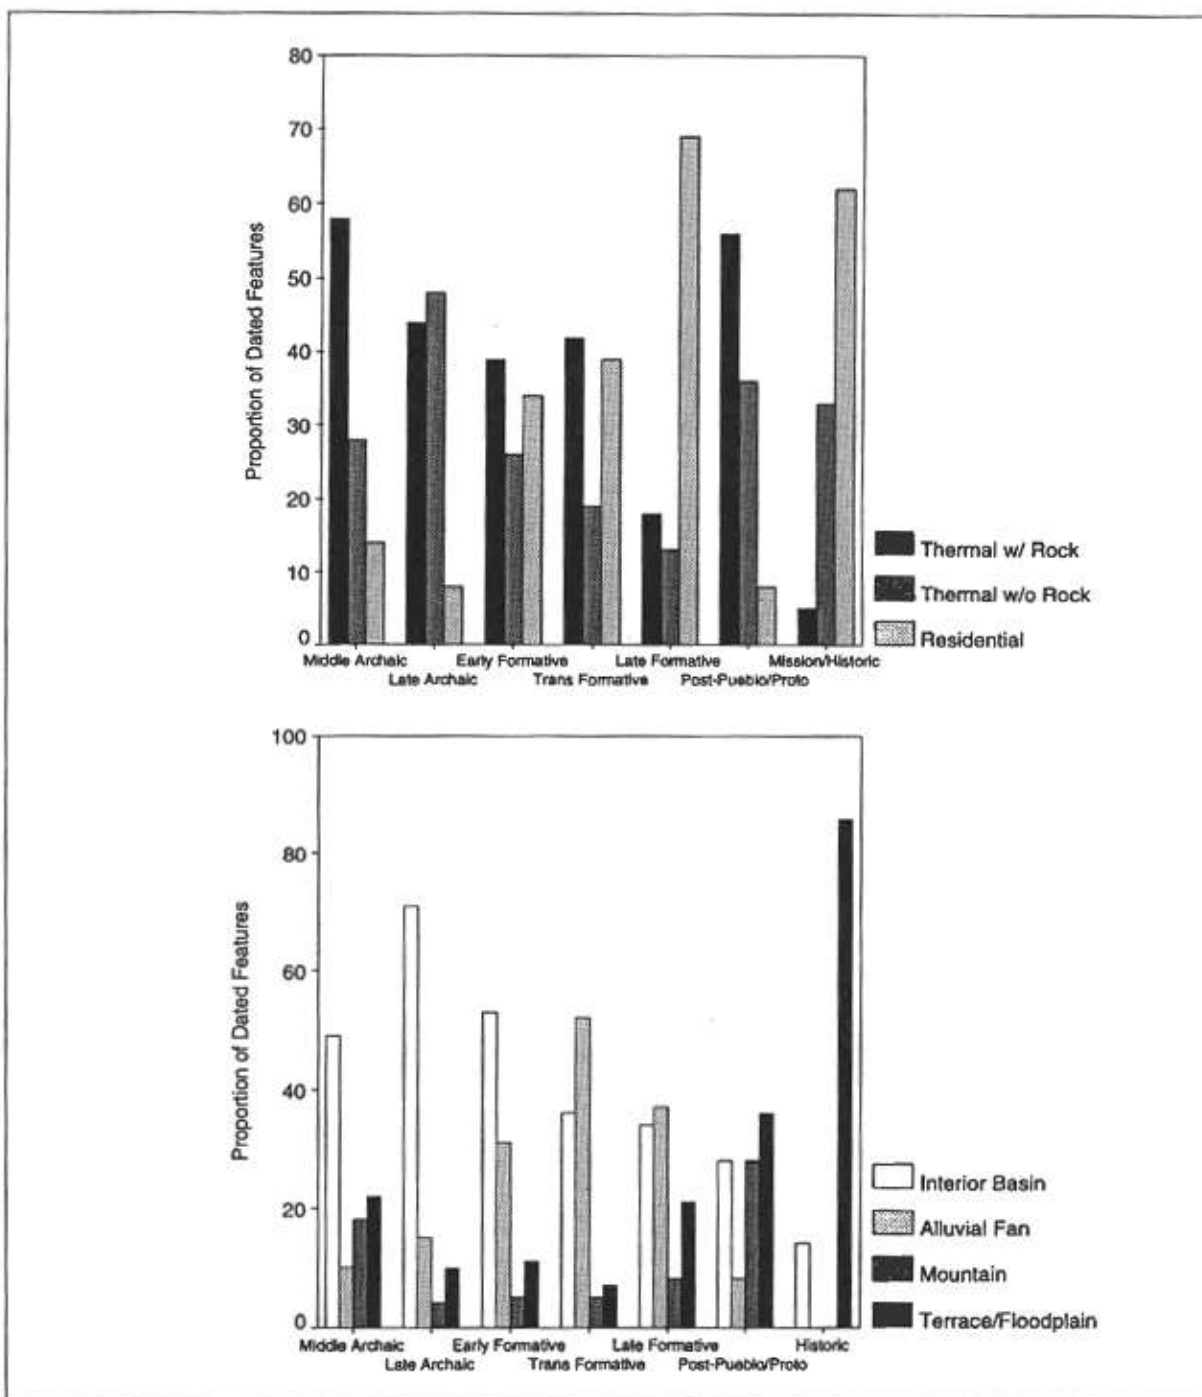 80
70
60
50
40
30
20
10
0
Proportion of Dated Features
Middle Archaic
Late Archaic
Early Formative
Trans Formative
Late Formative
Post-Pueblo/Proto
Mission/Historic
Thermal w/ Rock
Thermal w/o Rock
Residential
100
80
60
40
20
0
Proportion of Dated Features
Middle Archaic
Late Archaic
Early Formative
Trans Formative
Late Formative
Post-Pueblo/Proto
Historic
Interior Basin
Alluvial Fan
Mountain
Terrace/Floodplain